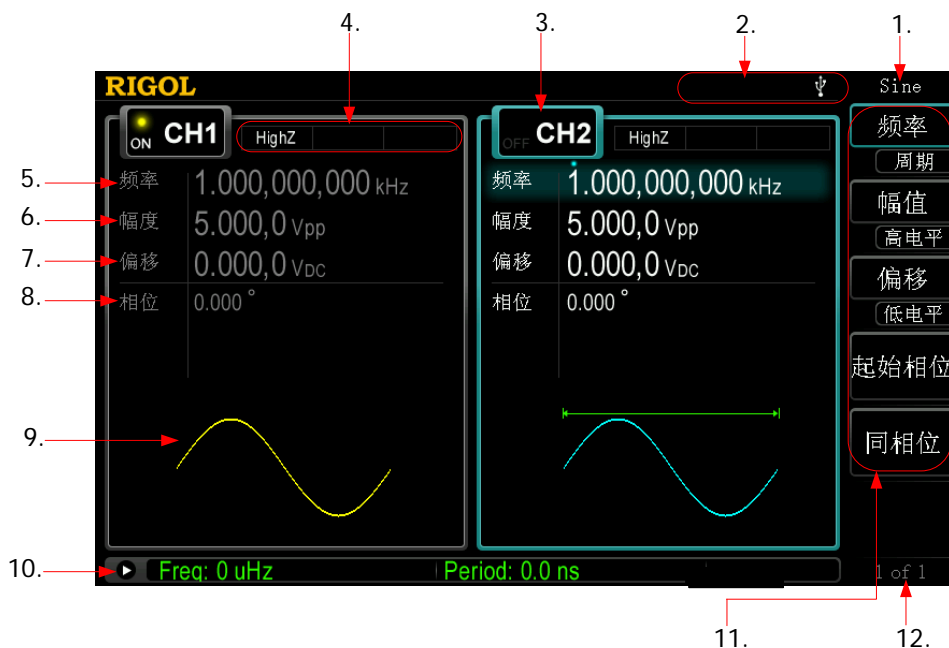 4.
3.
2.
1.
RIGOL
Sine
ON CH1
HighZ
OFF CH2
HighZ
频率
周期
5.
频率 1.000,000,000 kHz
频率 1.000,000,000 kHz
幅值
高电平
6.
幅度 5.000,0 Vpp
幅度 5.000,0 Vpp
7.
偏移 0.000,0 VDC
偏移 0.000,0 VDC
偏移
低电平
8.
相位 0.000 °
相位 0.000 °
起始相位
9.
同相位
10.
Freq: 0 uHz
Period: 0.0 ns
1 of 1
11.
12.